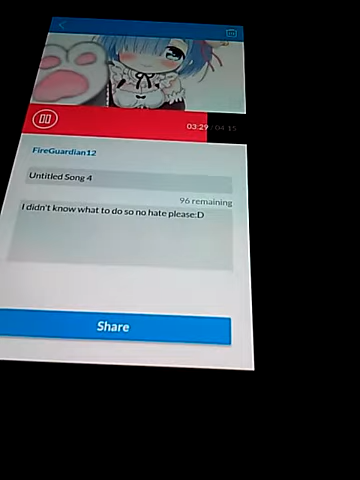 03:29 / 04:15
FireGuardian12
Untitled Song 4
96 remaining
I didn't know what to do so no hate please:D
Share